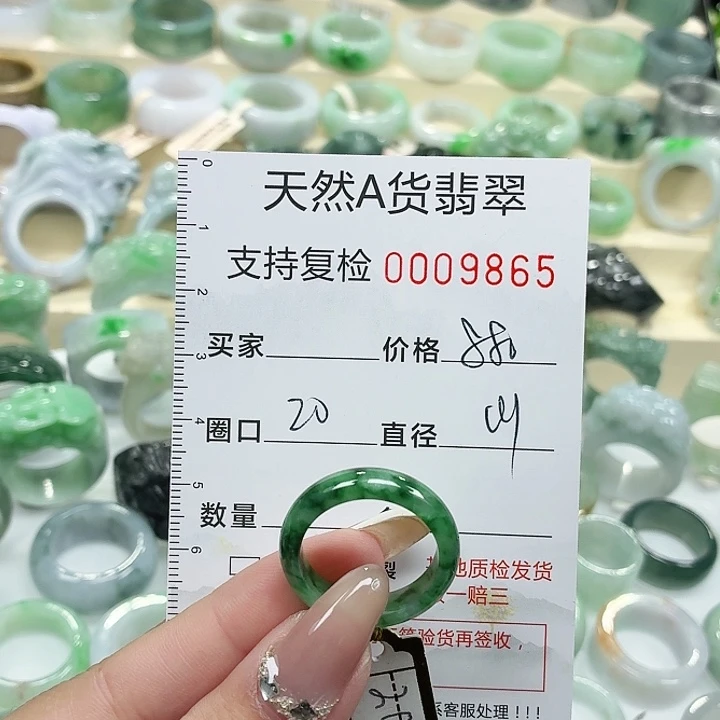 天然A货翡翠
支持复检 0009865
买家 价格 880
圈口 20 直径
数量
地质检发货
一赔三
验货再签收，
系客服处理!!!